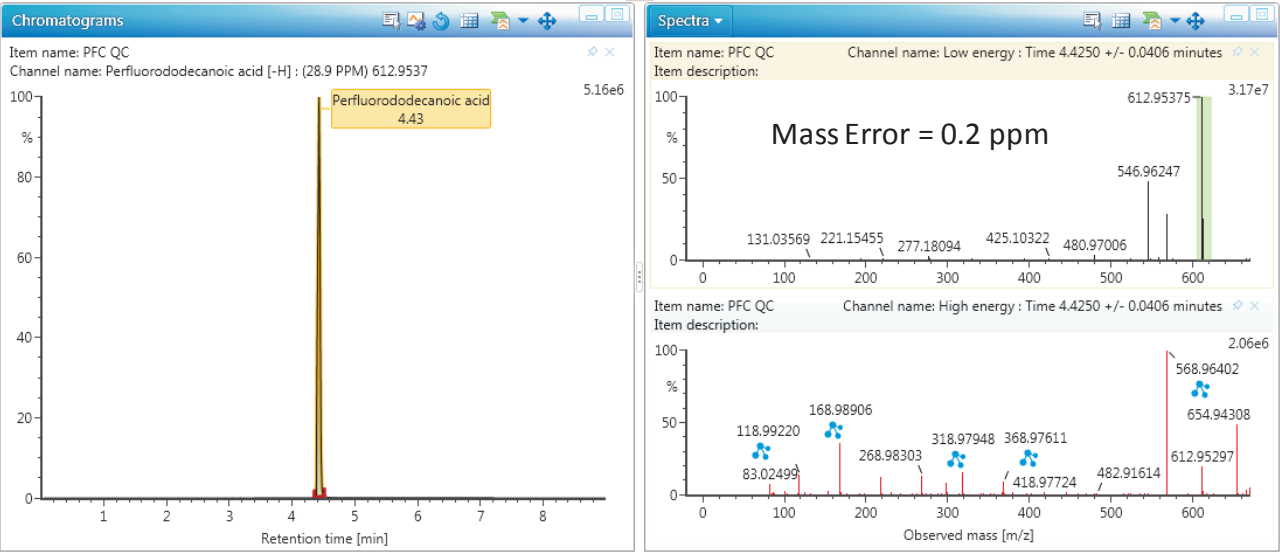 Chromatograms
Item name: PFC QC
Channel name: Perfluorododecanoic acid [-H] : (28.9 PPM) 612.9537
5.16e6
100
%
80
60
40
20
0
Perfluorododecanoic acid
4.43
1 2 3 4 5 6 7 8
Retention time [min]
Spectra
Item name: PFC QC Channel name: Low energy : Time 4.4250 +/- 0.0406 minutes
Item description:
3.17e7
100
%
50
0
Mass Error = 0.2 ppm
612.95375
546.96247
131.03569 221.15455 277.18094 425.10322 480.97006
0 100 200 300 400 500 600
Item name: PFC QC Channel name: High energy : Time 4.4250 +/- 0.0406 minutes
Item description:
2.06e6
100
%
50
0
568.96402
654.94308
168.98906
118.99220 318.97948 368.97611
268.98303 612.95297
83.02499 418.97724 482.91614
0 100 200 300 400 500 600
Observed mass [m/z]